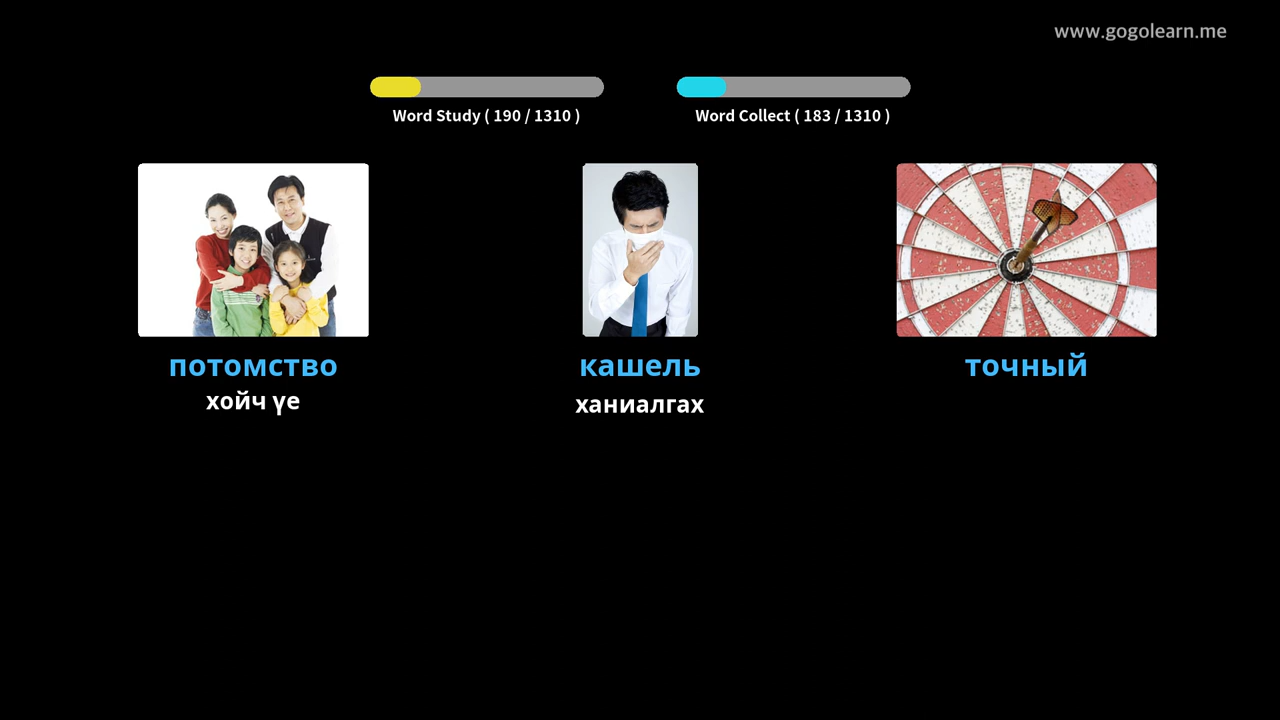 www.gogolearn.me
Word Study ( 190 / 1310 )
Word Collect ( 183 / 1310 )
потомство
кашель
точный
хойч үе
ханиалгах